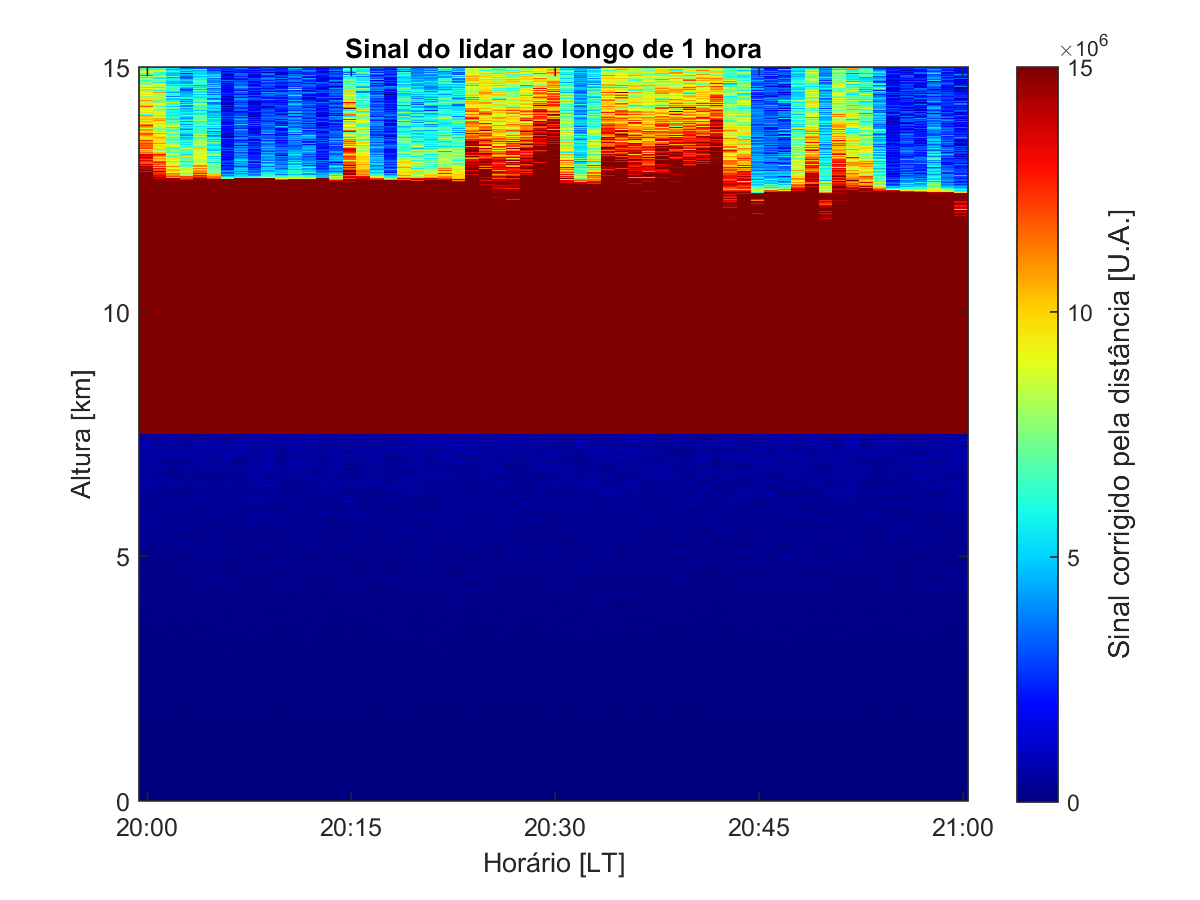 Sinal do lidar ao longo de 1 hora
×10^6
15
10
5
0
Altura [km]
20:00 20:15 20:30 20:45 21:00
Horário [LT]
15
10
5
0
Sinal corrigido pela distância [U.A.]